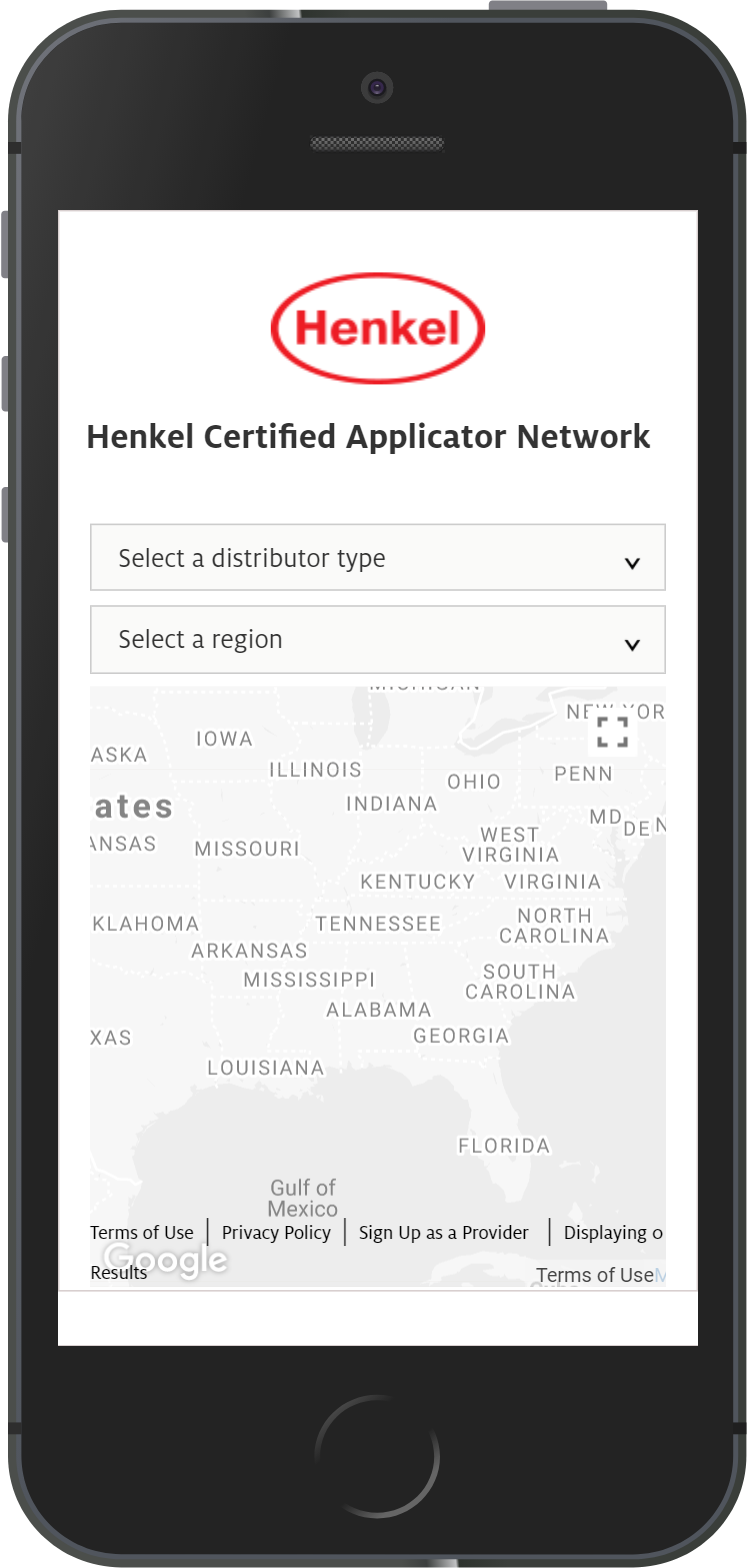 Henkel
Henkel Certified Applicator Network
Select a distributor type
Select a region
MICHIGAN
NEW YOR
IOWA
ASKA
ILLINOIS
OHIO
PENN
INDIANA
ates
MD
DE N
ANSAS
MISSOURI
WEST
VIRGINIA
KENTUCKY
VIRGINIA
KLAHOMA
TENNESSEE
NORTH
CAROLINA
ARKANSAS
MISSISSIPPI
SOUTH
CAROLINA
ALABAMA
GEORGIA
XAS
LOUISIANA
FLORIDA
Gulf of
Mexico
Terms of Use | Privacy Policy | Sign Up as a Provider | Displaying 0
Results
Google
Terms of Use M
Cuba